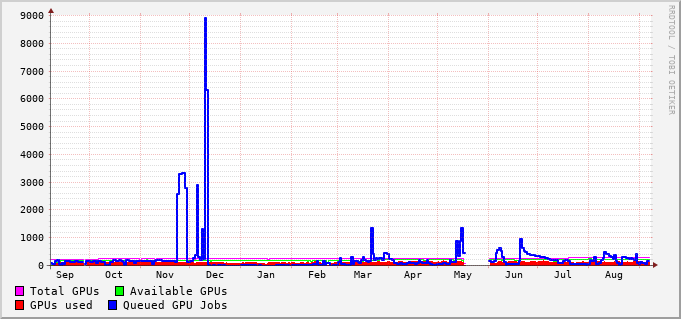 9000
8000
7000
6000
5000
4000
3000
2000
1000
0
Sep Oct Nov Dec Jan Feb Mar Apr May Jun Jul Aug
Total GPUs Available GPUs
GPUs used Queued GPU Jobs
RRDTOOL / TOBI OETIKER